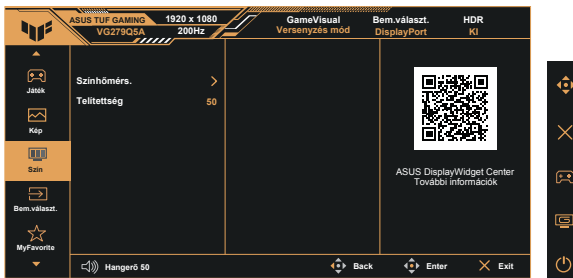 ASUS TUF GAMING
VG279Q5A
1920 x 1080
200Hz
GameVisual
Versenyzés mód
Bem.választ.
DisplayPort
HDR
KI
Játék
Kép
Szín
Bem.választ.
MyFavorite
Színhőmérs.
Telítettség 50
ASUS DisplayWidget Center
További információk
Hangerő 50
Back
Enter
Exit